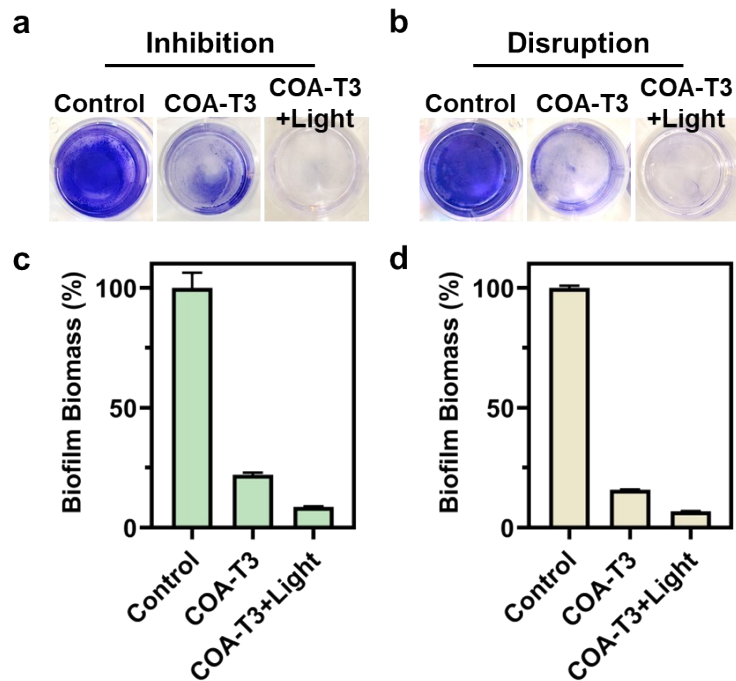 a
Inhibition
Control
COA-T3
COA-T3
+Light
b
Disruption
Control
COA-T3
COA-T3
+Light
c
Biofilm Biomass (%)
100
50
0
Control
COA-T3
COA-T3+Light
d
Biofilm Biomass (%)
100
50
0
Control
COA-T3
COA-T3+Light